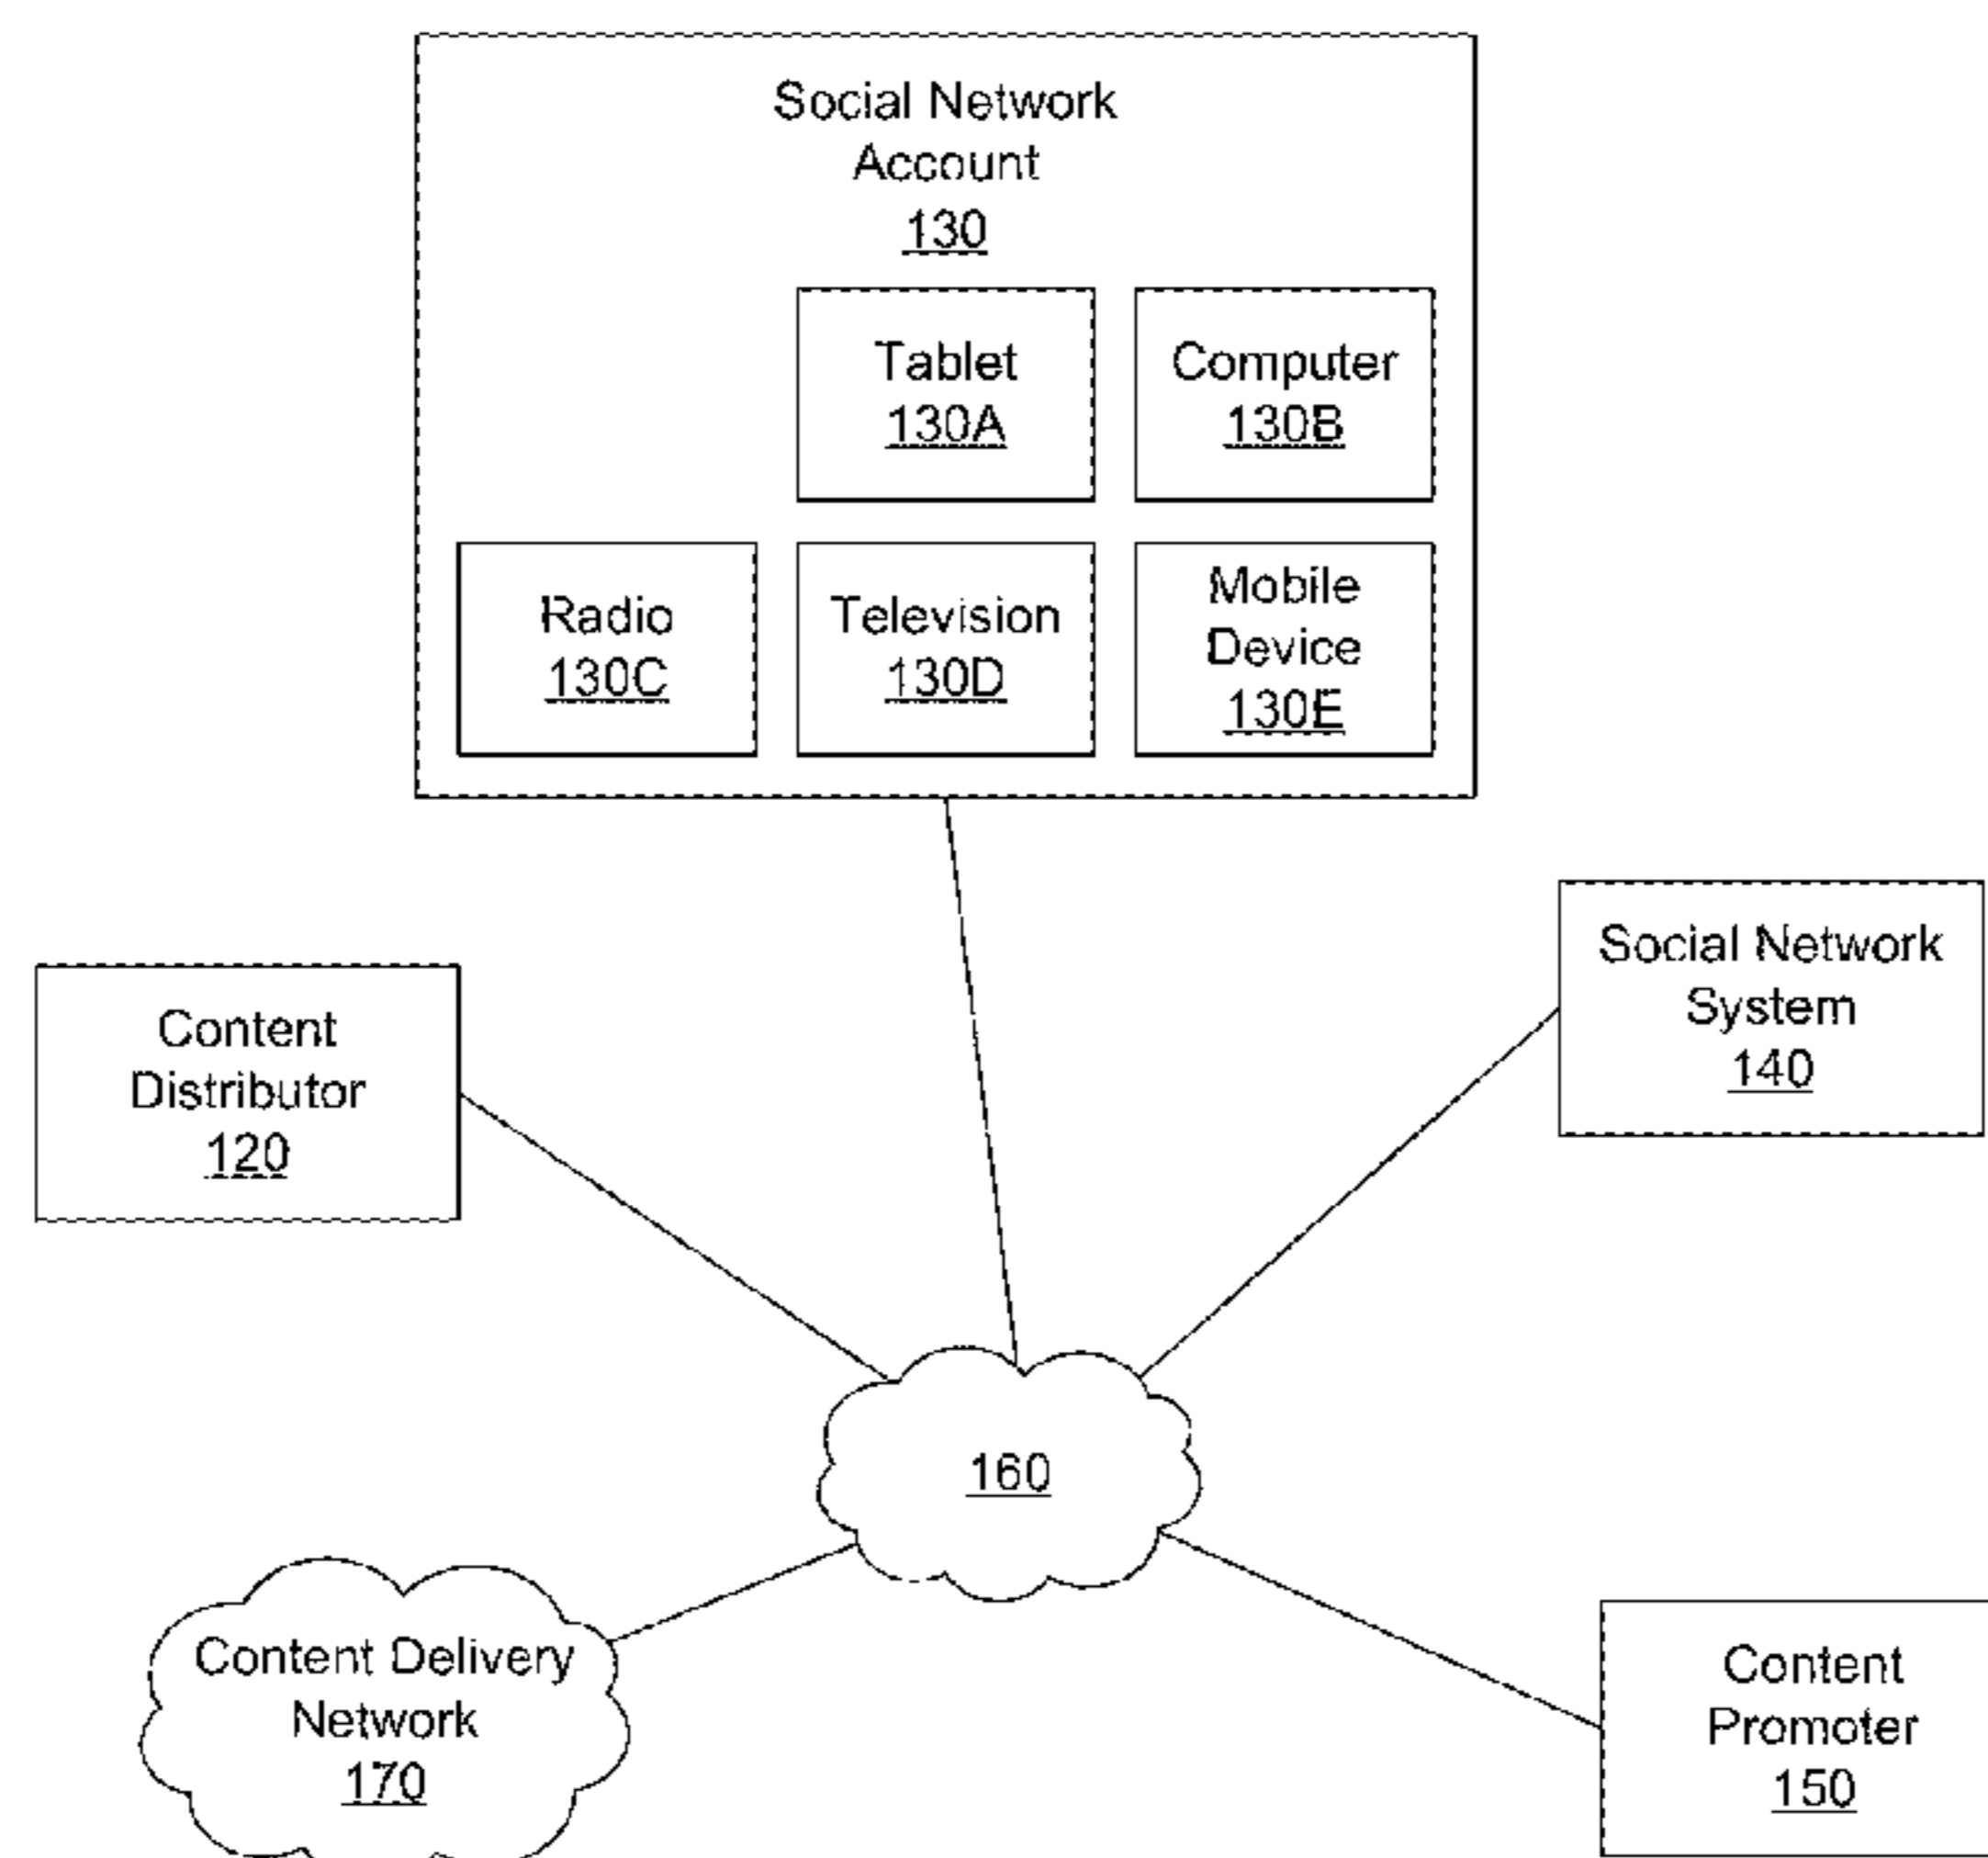 Social Network
Account
130
Tablet
130A
Computer
130B
Radio
130C
Television
130D
Mobile
Device
130E
Social Network
System
140
Content
Distributor
120
160
Content Delivery
Network
170
Content
Promoter
150